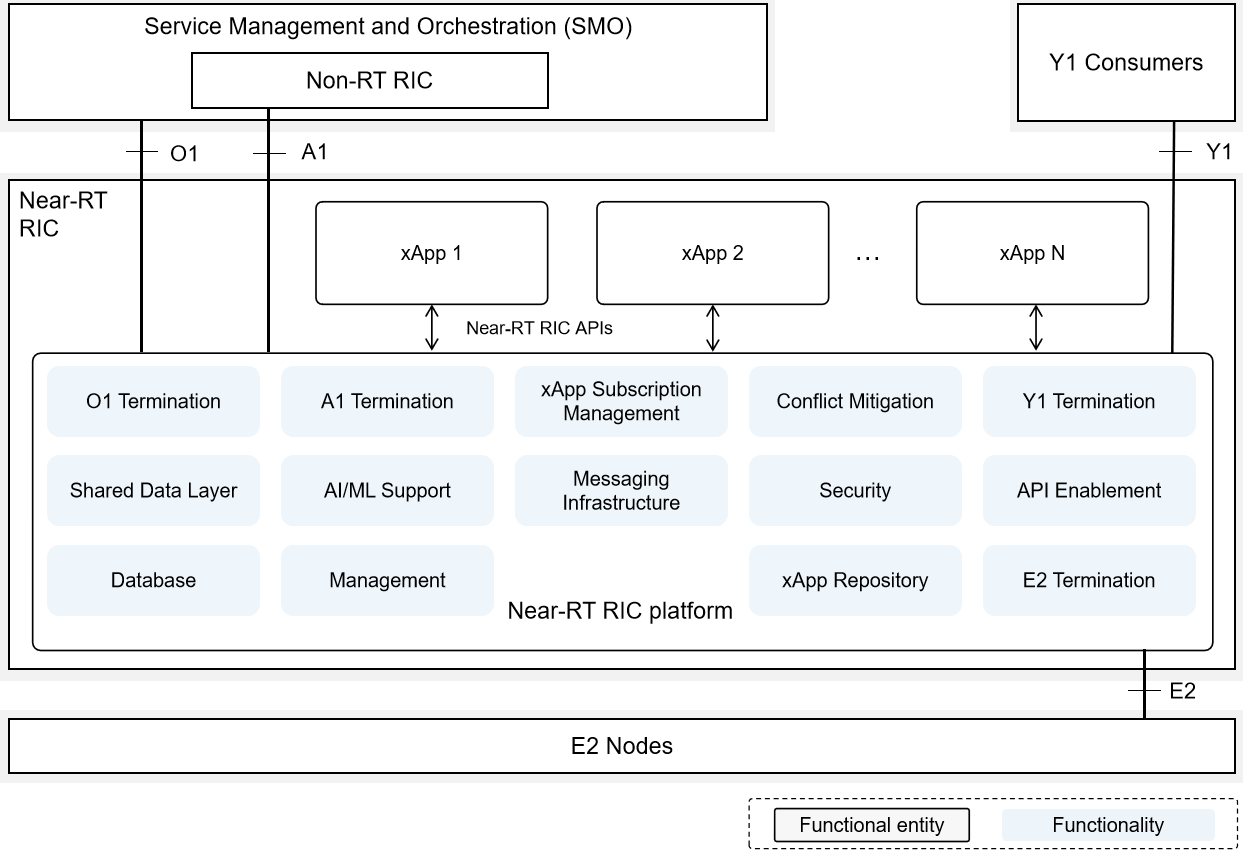 Service Management and Orchestration (SMO)
Non-RT RIC
Y1 Consumers
O1
A1
Y1
Near-RT
RIC
xApp 1
xApp 2
...
xApp N
Near-RT RIC APIs
O1 Termination
A1 Termination
xApp Subscription
Management
Conflict Mitigation
Y1 Termination
Shared Data Layer
AI/ML Support
Messaging
Infrastructure
Security
API Enablement
Database
Management
xApp Repository
E2 Termination
Near-RT RIC platform
E2
E2 Nodes
Functional entity
Functionality